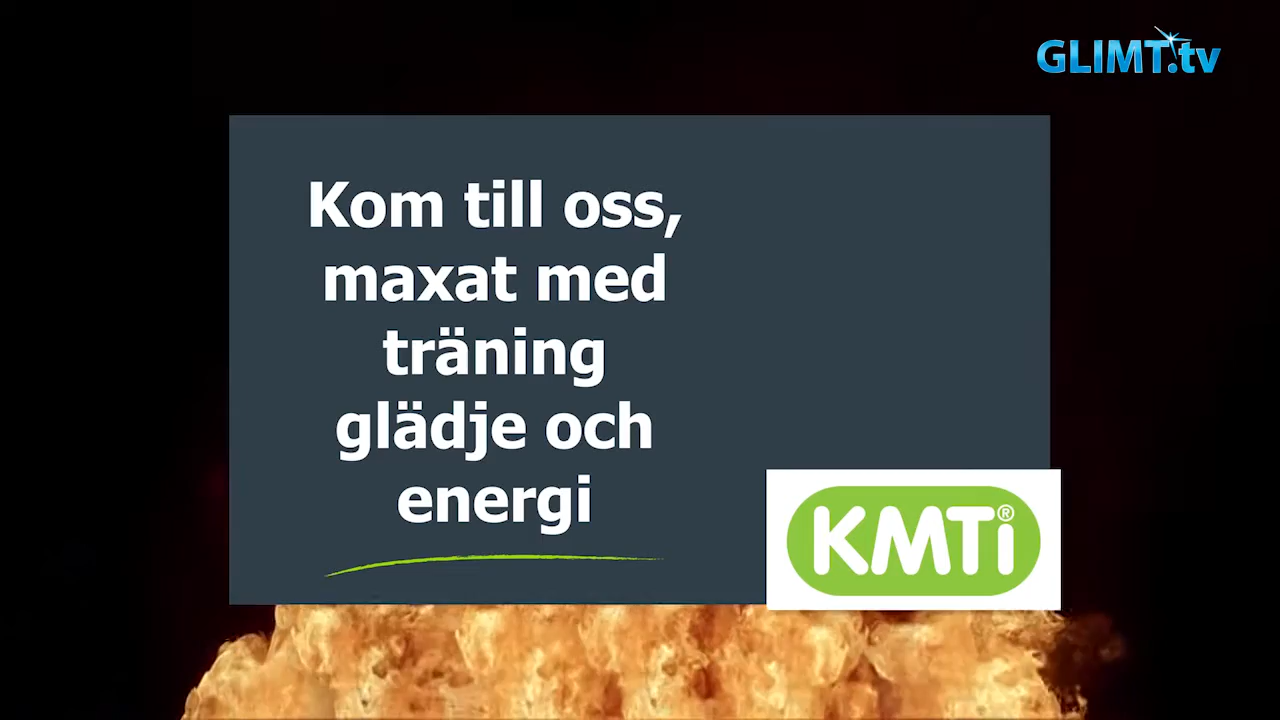 GLIMT.tv
Kom till oss,
maxat med
träning
glädje och
energi
KMTi®